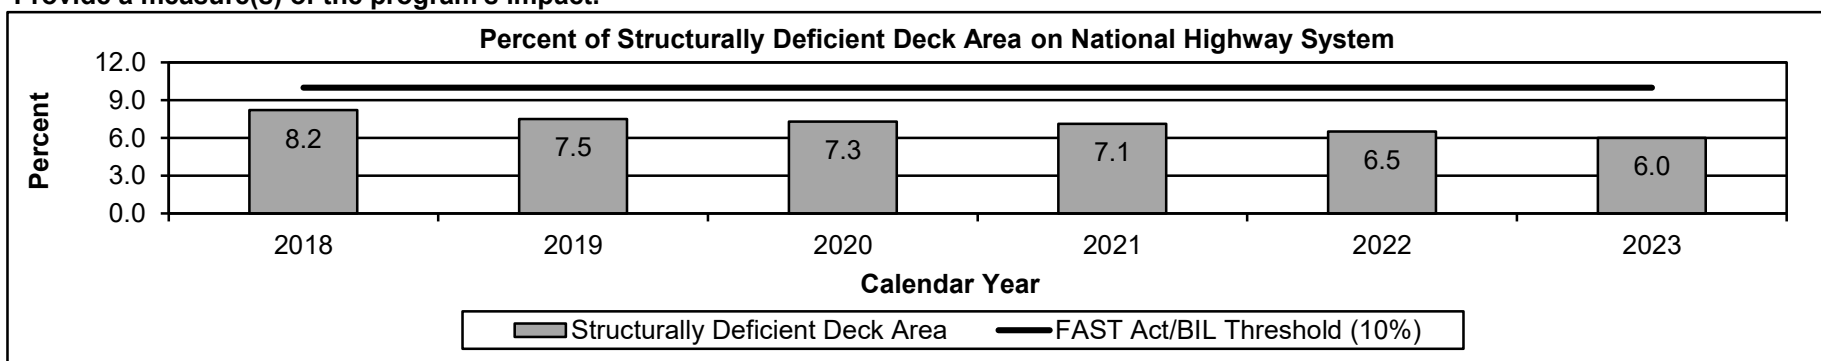 Provide a measure(s) of the program's impact.
Percent of Structurally Deficient Deck Area on National Highway System
Percent
12.0
9.0
6.0
3.0
0.0
8.2
7.5
7.3
7.1
6.5
6.0
2018
2019
2020
2021
2022
2023
Calendar Year
Structurally Deficient Deck Area
FAST Act/BIL Threshold (10%)